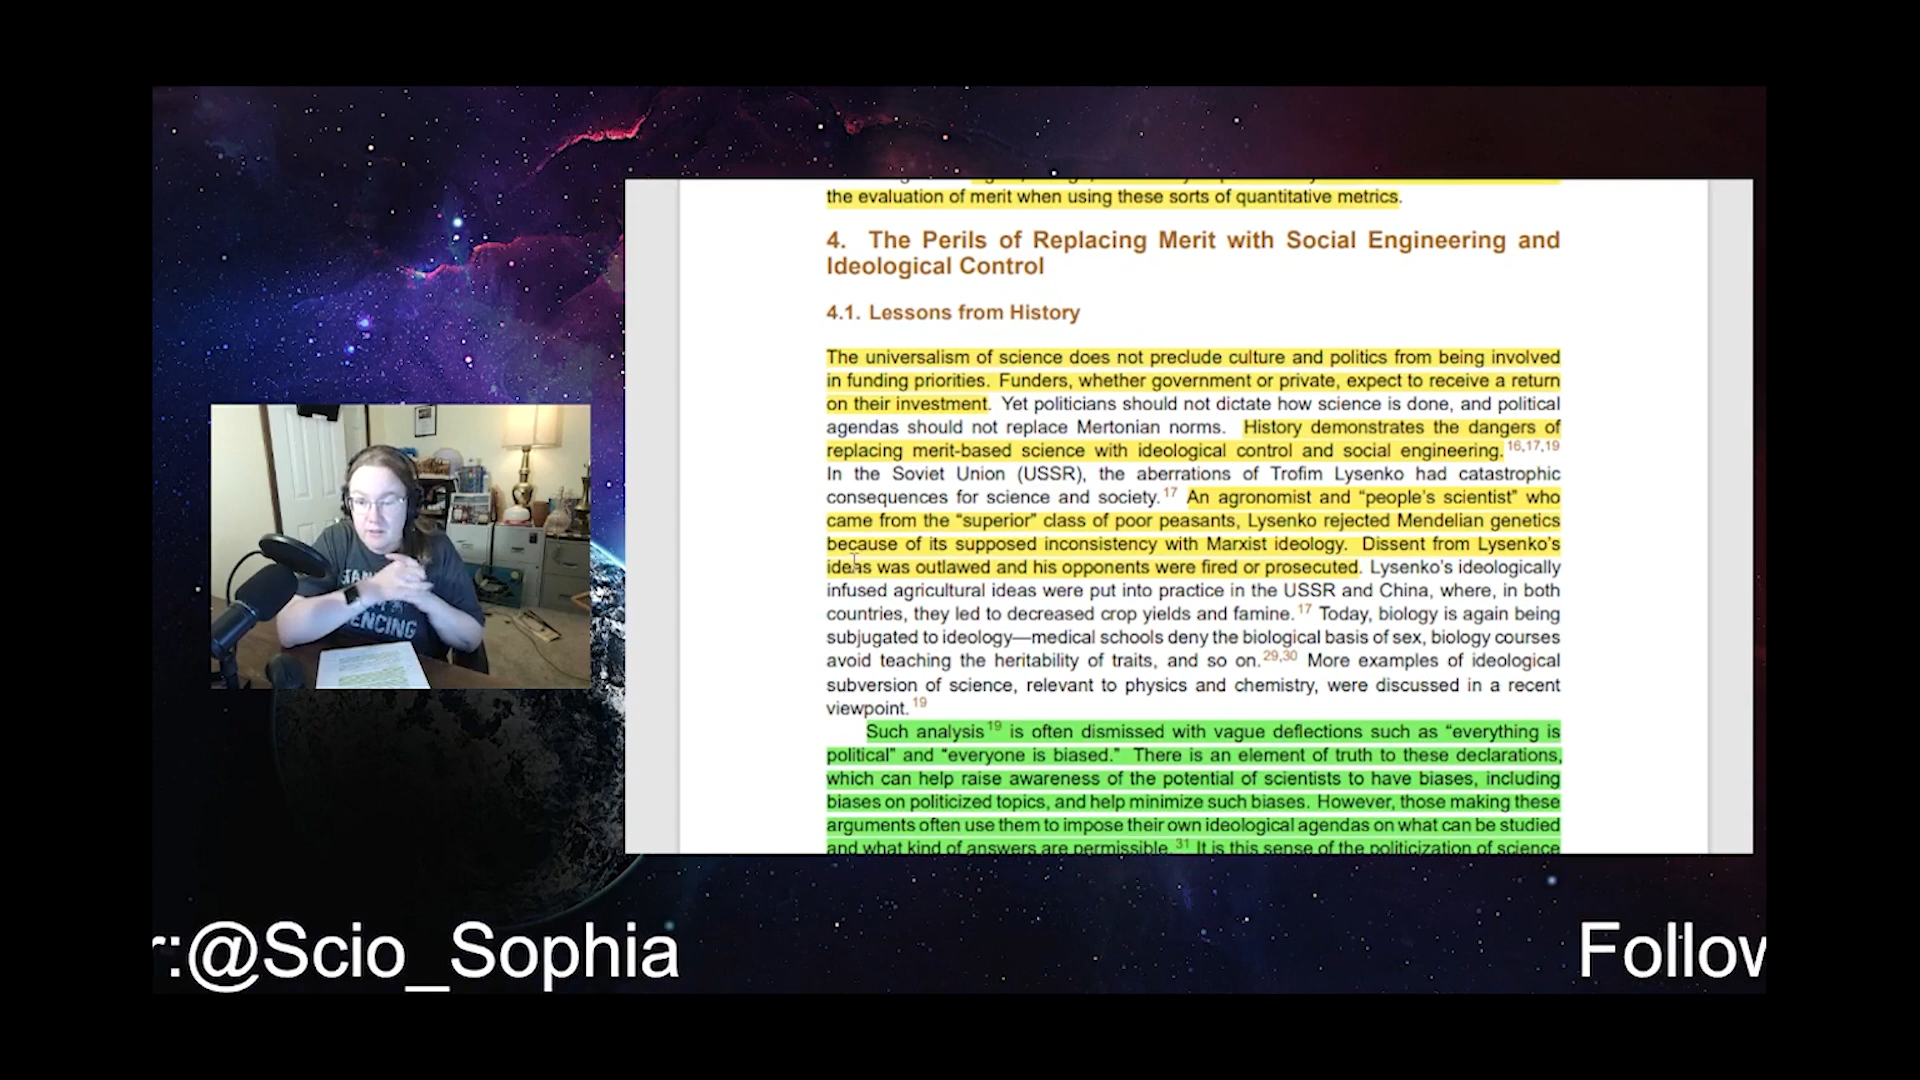 the evaluation of merit when using these sorts of quantitative metrics.
4. The Perils of Replacing Merit with Social Engineering and
Ideological Control
4.1. Lessons from History
The universalism of science does not preclude culture and politics from being involved
in funding priorities. Funders, whether government or private, expect to receive a return
on their investment. Yet politicians should not dictate how science is done, and political
agendas should not replace Mertonian norms. History demonstrates the dangers of
replacing merit-based science with ideological control and social engineering.16,17,19
In the Soviet Union (USSR), the aberrations of Trofim Lysenko had catastrophic
consequences for science and society.17 An agronomist and “people’s scientist” who
came from the “superior” class of poor peasants, Lysenko rejected Mendelian genetics
because of its supposed inconsistency with Marxist ideology. Dissent from Lysenko’s
ideas was outlawed and his opponents were fired or prosecuted. Lysenko’s ideologically
infused agricultural ideas were put into practice in the USSR and China, where, in both
countries, they led to decreased crop yields and famine.17 Today, biology is again being
subjugated to ideology—medical schools deny the biological basis of sex, biology courses
avoid teaching the heritability of traits, and so on.29,30 More examples of ideological
subversion of science, relevant to physics and chemistry, were discussed in a recent
viewpoint.19
Such analysis19 is often dismissed with vague deflections such as “everything is
political” and “everyone is biased.” There is an element of truth to these declarations,
which can help raise awareness of the potential of scientists to have biases, including
biases on politicized topics, and help minimize such biases. However, those making these
arguments often use them to impose their own ideological agendas on what can be studied
and what kind of answers are permissible.31 It is this sense of the politicization of science
r:@Scio_Sophia
Follow